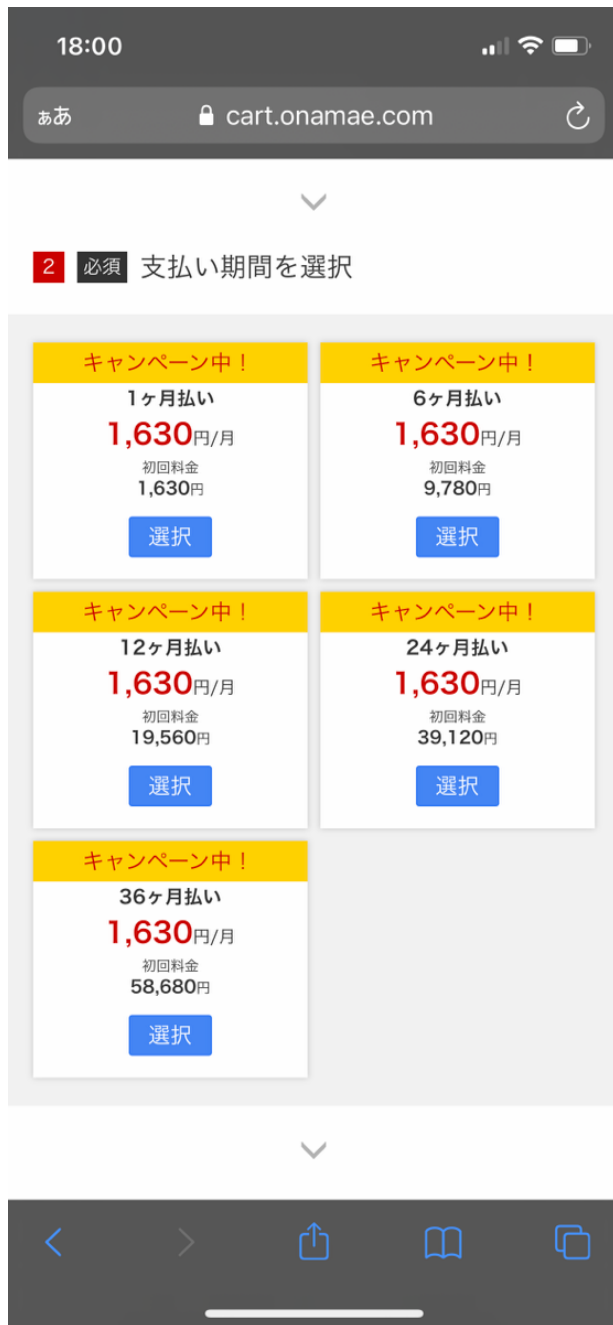 18:00
ぁあ
cart.onamae.com
2 必須 支払い期間を選択
キャンペーン中！
1ヶ月払い
1,630円/月
初回料金
1,630円
選択
キャンペーン中！
6ヶ月払い
1,630円/月
初回料金
9,780円
選択
キャンペーン中！
12ヶ月払い
1,630円/月
初回料金
19,560円
選択
キャンペーン中！
24ヶ月払い
1,630円/月
初回料金
39,120円
選択
キャンペーン中！
36ヶ月払い
1,630円/月
初回料金
58,680円
選択